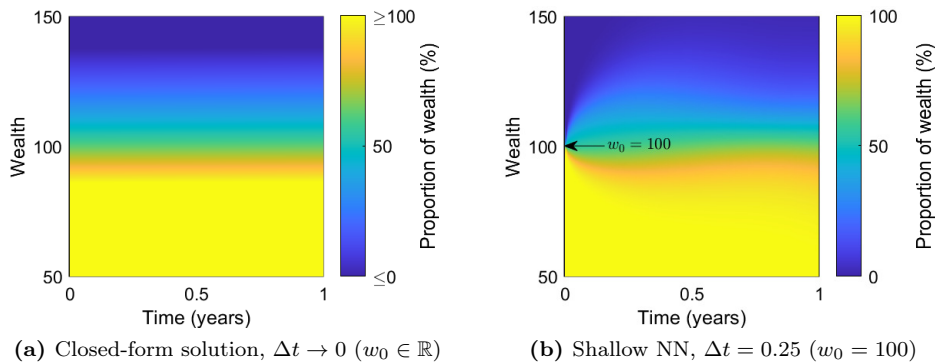 150
100
50
Wealth
0
0.5
1
Time (years)
≥100
50
≤0
Proportion of wealth (%)
(a) Closed-form solution, Δt → 0 (w₀ ∈ ℝ)
150
100
50
Wealth
w₀ = 100
0
0.5
1
Time (years)
100
50
0
Proportion of wealth (%)
(b) Shallow NN, Δt = 0.25 (w₀ = 100)